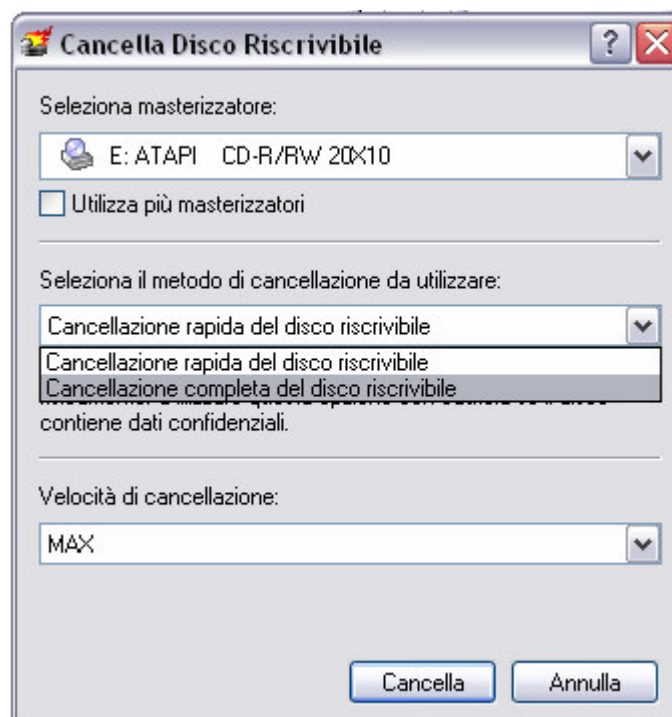 Cancella Disco Riscrivibile
Seleziona masterizzatore:
E: ATAPI CD-R/RW 20X10
Utilizza più masterizzatori
Seleziona il metodo di cancellazione da utilizzare:
Cancellazione rapida del disco riscrivibile
Cancellazione rapida del disco riscrivibile
Cancellazione completa del disco riscrivibile
contiene dati confidenziali.
Velocità di cancellazione:
MAX
Cancella Annulla